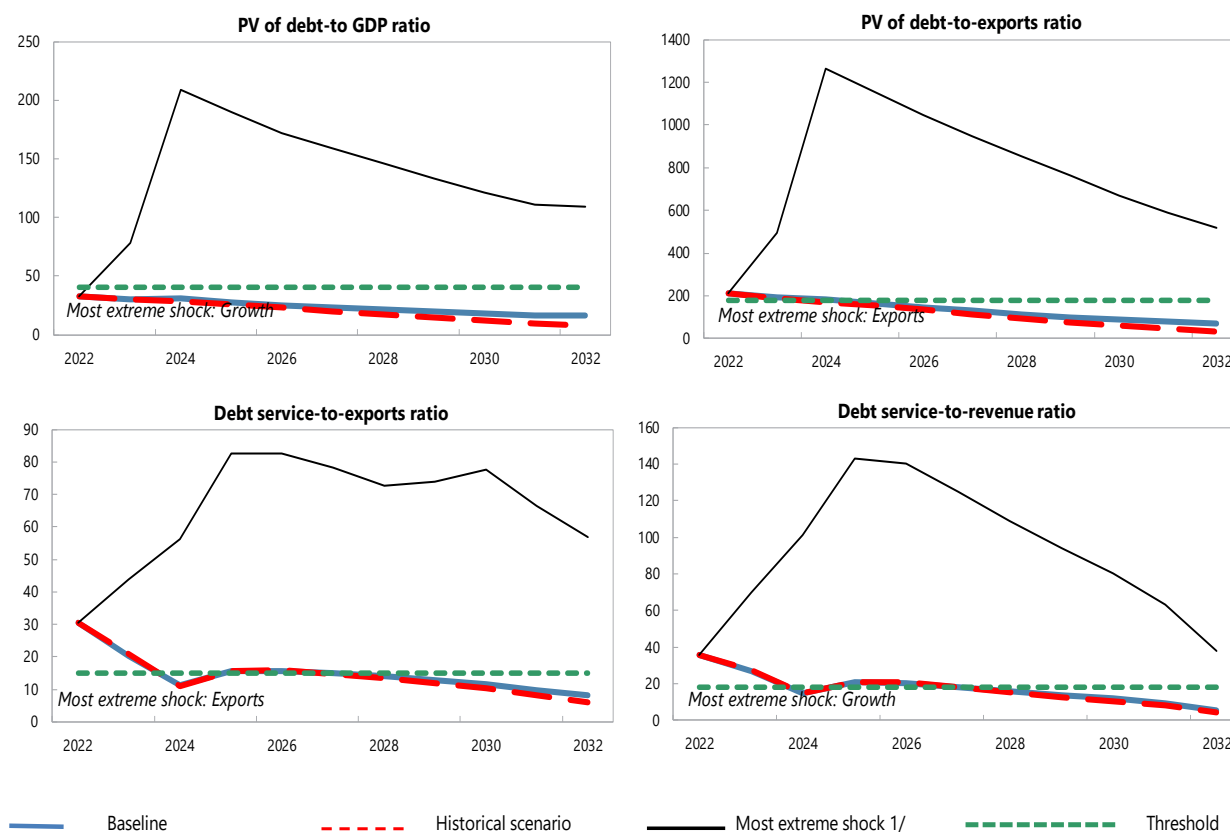 PV of debt-to GDP ratio
250
200
150
100
50
0
Most extreme shock: Growth
2022 2024 2026 2028 2030 2032
PV of debt-to-exports ratio
1400
1200
1000
800
600
400
200
0
Most extreme shock: Exports
2022 2024 2026 2028 2030 2032
Debt service-to-exports ratio
90
80
70
60
50
40
30
20
10
0
Most extreme shock: Exports
2022 2024 2026 2028 2030 2032
Debt service-to-revenue ratio
160
140
120
100
80
60
40
20
0
Most extreme shock: Growth
2022 2024 2026 2028 2030 2032
Baseline Historical scenario Most extreme shock 1/ Threshold